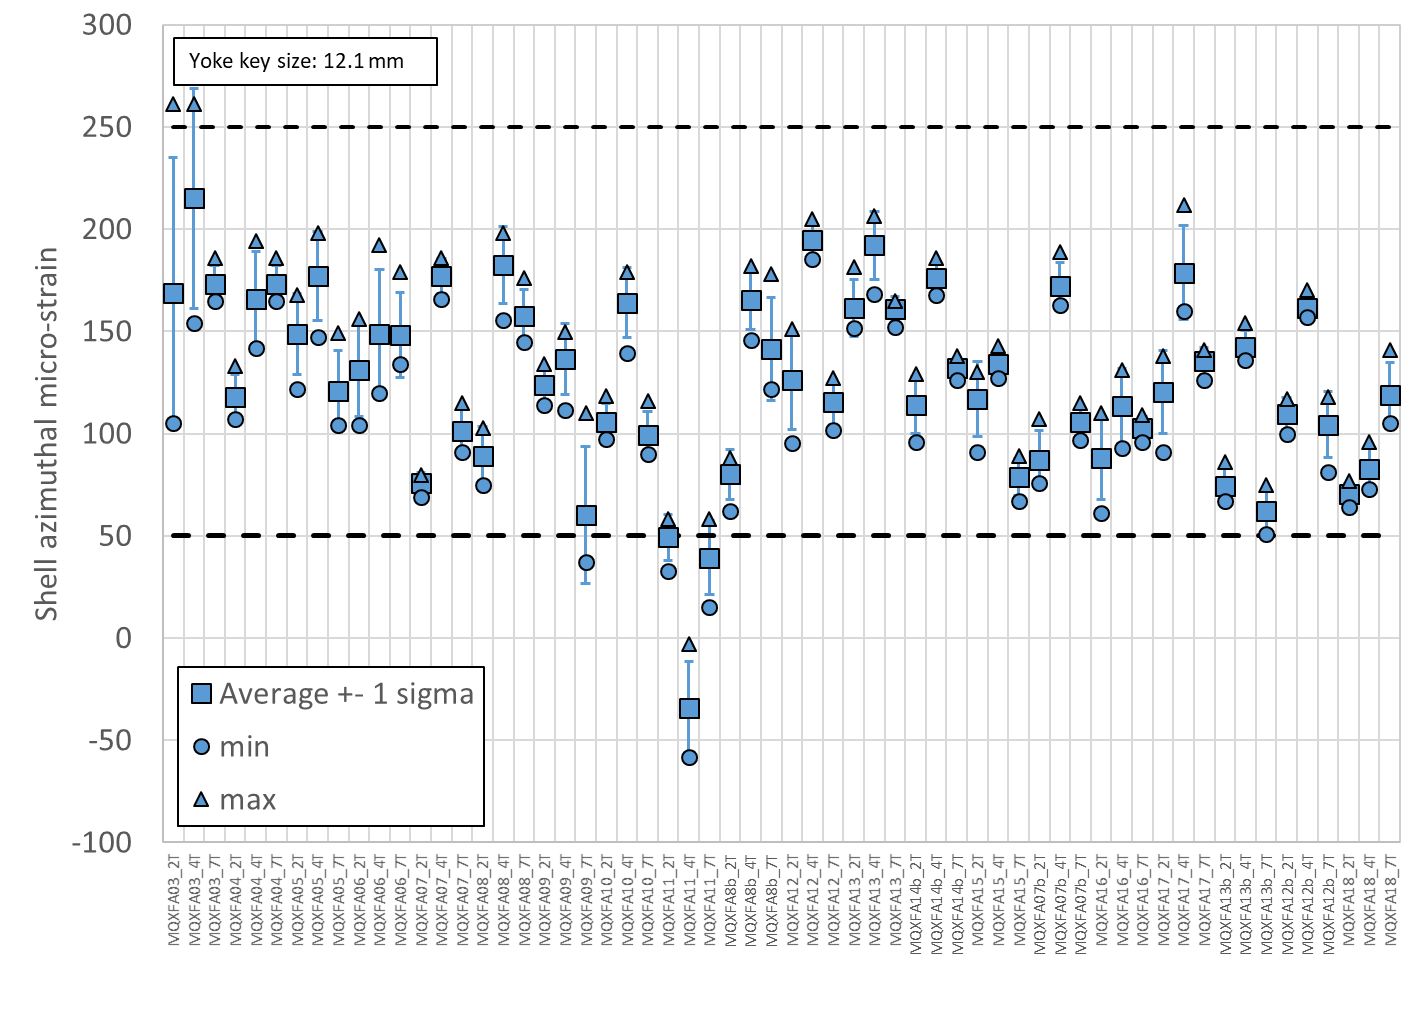 300
250
200
150
100
50
0
-50
-100
Shell azimuthal micro-strain
Yoke key size: 12.1 mm
Average +- 1 sigma
min
max
MQXFA03_2T
MQXFA03_4T
MQXFA03_7T
MQXFA04_2T
MQXFA04_4T
MQXFA04_7T
MQXFA05_2T
MQXFA05_4T
MQXFA05_7T
MQXFA06_2T
MQXFA06_4T
MQXFA06_7T
MQXFA07_2T
MQXFA07_4T
MQXFA07_7T
MQXFA08_2T
MQXFA08_4T
MQXFA08_7T
MQXFA09_2T
MQXFA09_4T
MQXFA09_7T
MQXFA10_2T
MQXFA10_4T
MQXFA10_7T
MQXFA11_2T
MQXFA11_4T
MQXFA11_7T
MQXFA8b_2T
MQXFA8b_4T
MQXFA8b_7T
MQXFA12_2T
MQXFA12_4T
MQXFA12_7T
MQXFA13_2T
MQXFA13_4T
MQXFA13_7T
MQXFA14b_2T
MQXFA14b_4T
MQXFA14b_7T
MQXFA15_2T
MQXFA15_4T
MQXFA15_7T
MQXFA07b_2T
MQXFA07b_4T
MQXFA07b_7T
MQXFA16_2T
MQXFA16_4T
MQXFA16_7T
MQXFA17_2T
MQXFA17_4T
MQXFA17_7T
MQXFA13b_2T
MQXFA13b_4T
MQXFA13b_7T
MQXFA12b_2T
MQXFA12b_4T
MQXFA12b_7T
MQXFA18_2T
MQXFA18_4T
MQXFA18_7T